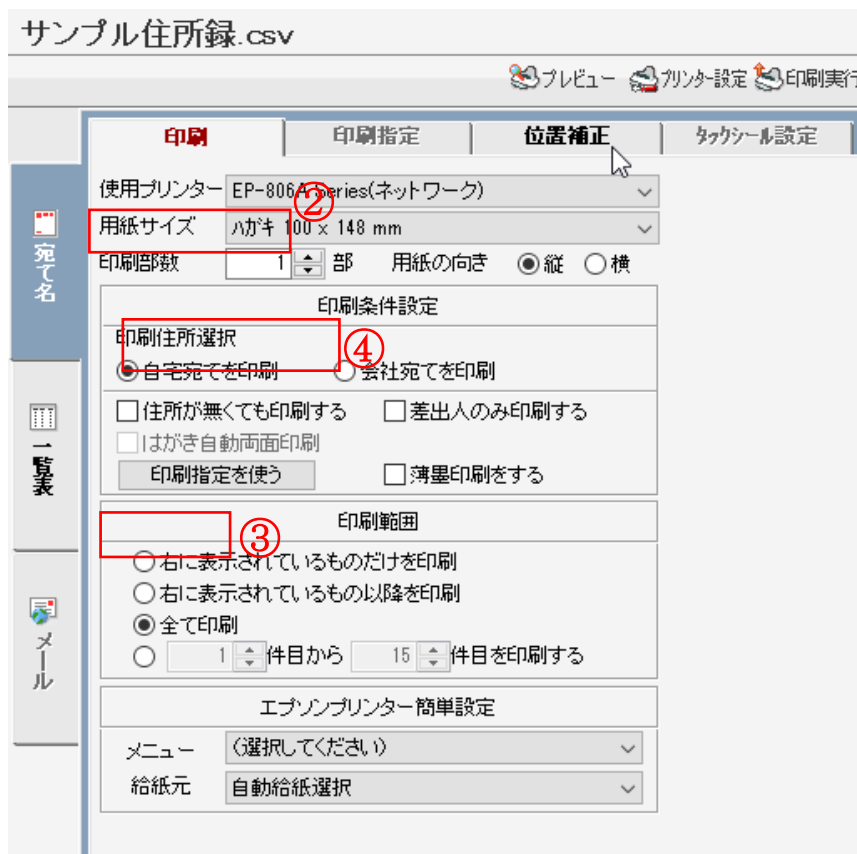 サンプル住所録.csv
プレビュー プリンター設定 印刷実行
印刷 印刷指定 位置補正 タックシール設定
宛て名
一覧表
メール
使用プリンター EP-806A Series(ネットワーク)
②
用紙サイズ ハガキ 100 x 148 mm
印刷部数 1 部 用紙の向き 縦 横
印刷条件設定
印刷住所選択
④
自宅宛てを印刷 会社宛てを印刷
住所が無くても印刷する 差出人のみ印刷する
はがき自動両面印刷
印刷指定を使う 薄墨印刷をする
印刷範囲
③
右に表示されているものだけを印刷
右に表示されているもの以降を印刷
全て印刷
1 件目から 15 件目を印刷する
エプソンプリンター簡単設定
メニュー (選択してください)
給紙元 自動給紙選択